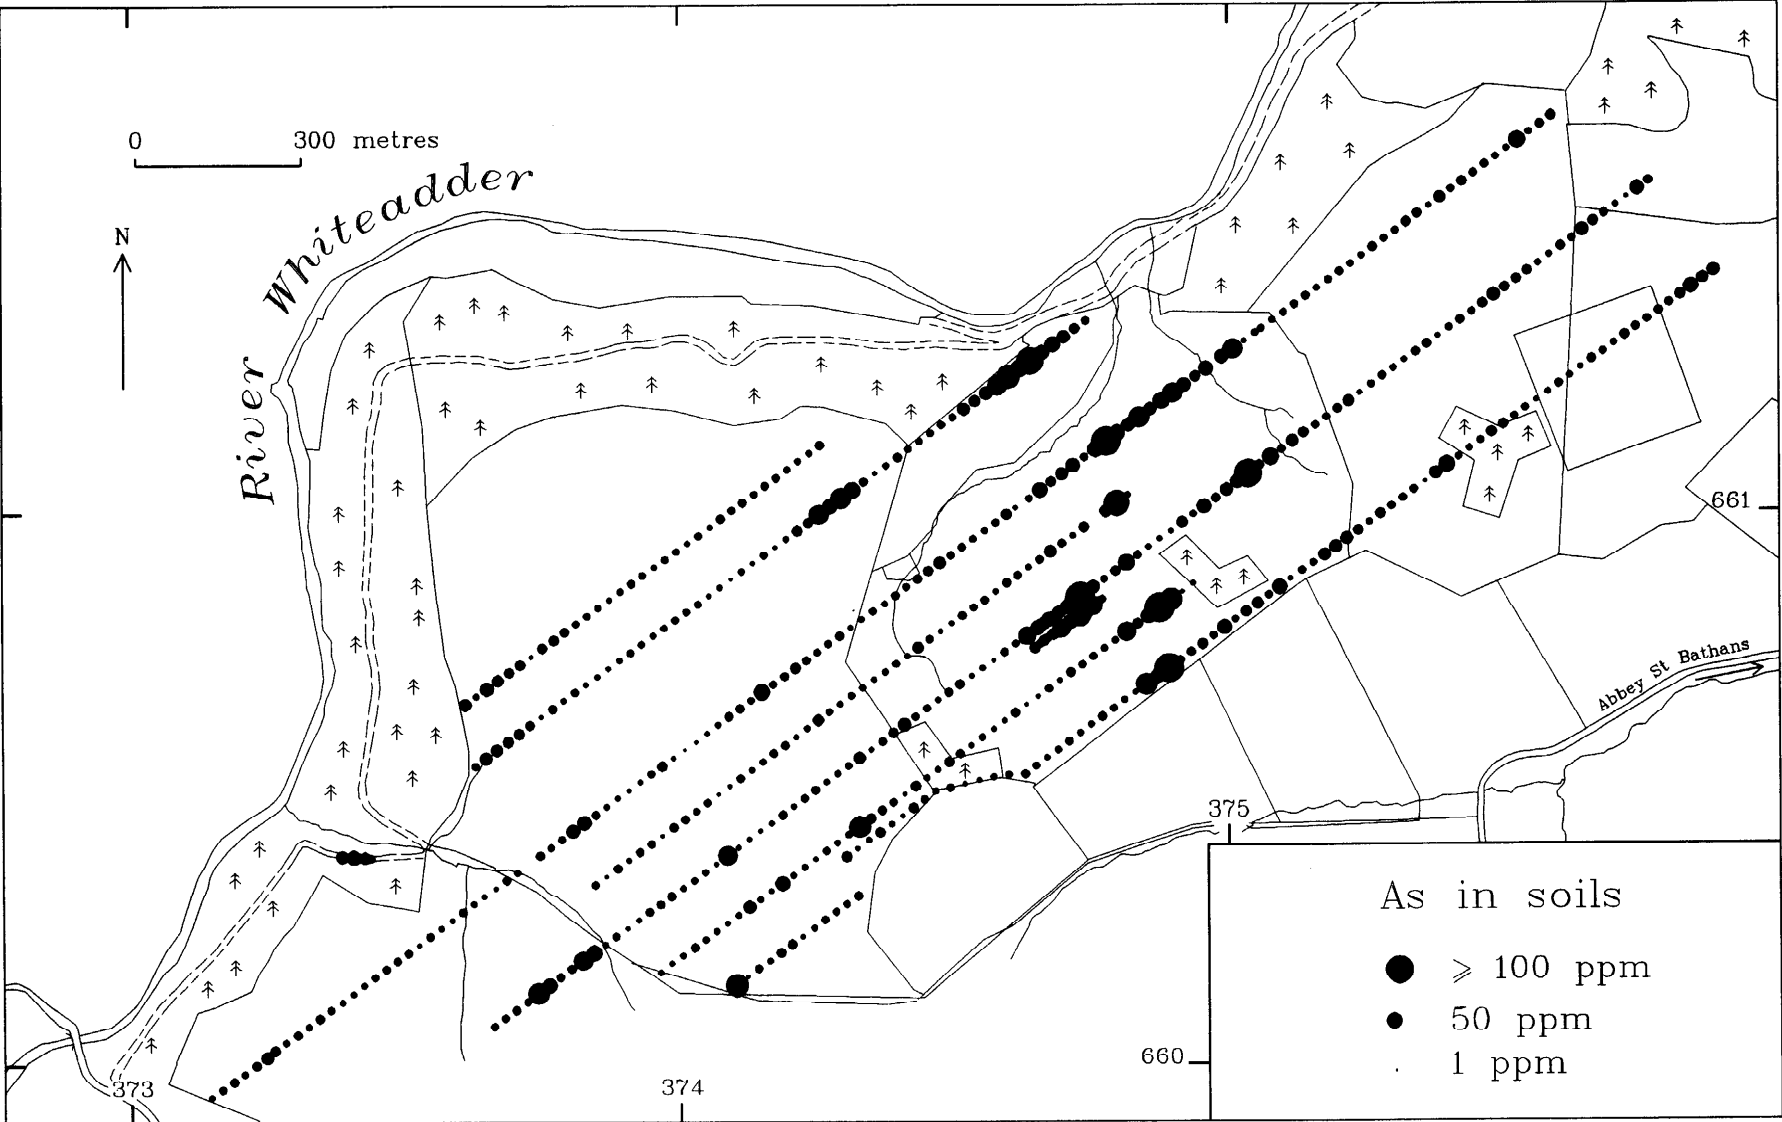 0 300 metres
River Whiteadder
N
661
Abbey St Bathans
375
As in soils
⩾ 100 ppm
50 ppm
1 ppm
660
373
374